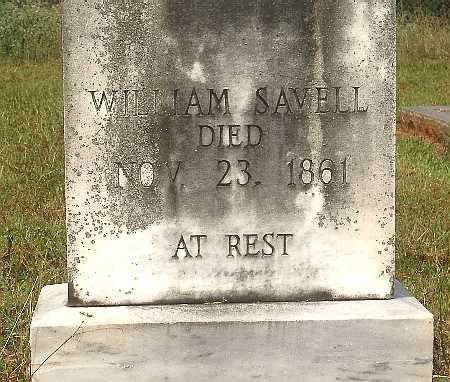 WILLIAM SAVELL
DIED
NOV. 23, 1861
AT REST